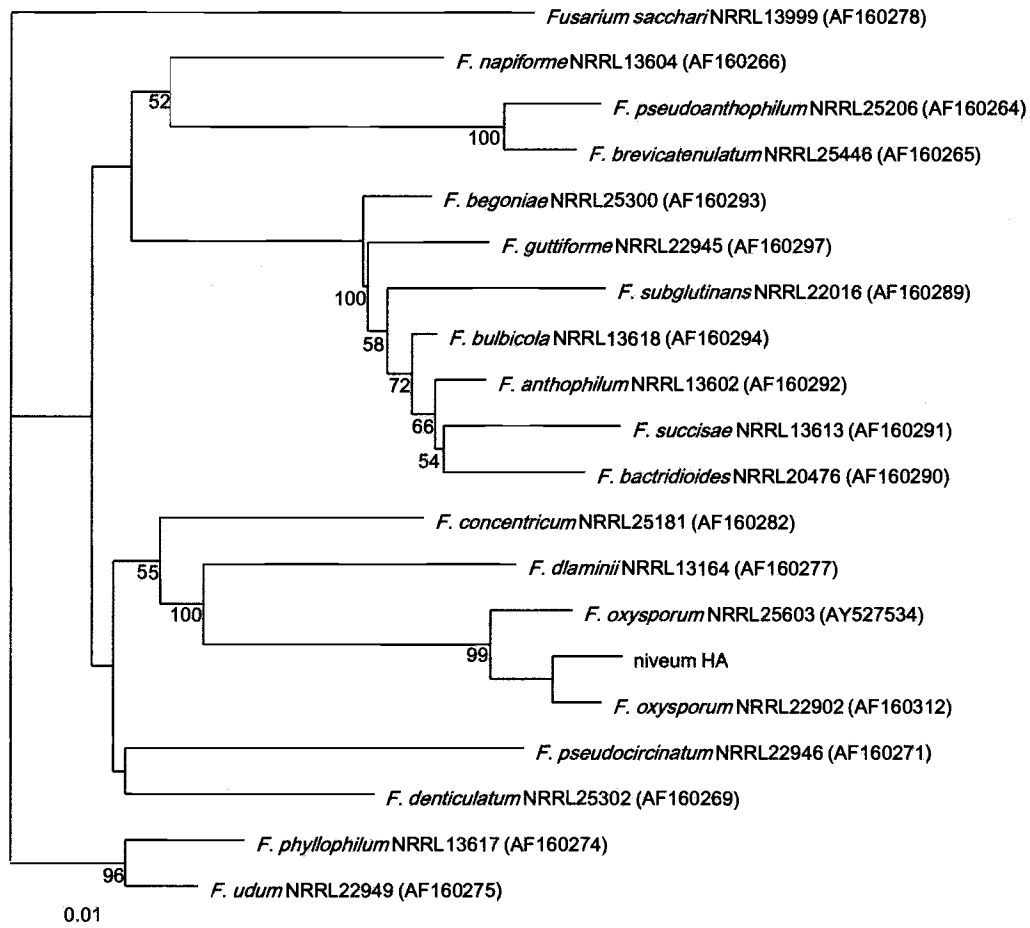 Fusarium sacchari NRRL13999 (AF160278)
F. napiforme NRRL13604 (AF160266)
52
F. pseudoanthophilum NRRL25206 (AF160264)
100
F. brevicatenulatum NRRL25446 (AF160265)
F. begoniae NRRL25300 (AF160293)
F. guttiforme NRRL22945 (AF160297)
100
F. subglutinans NRRL22016 (AF160289)
58
F. bulbicola NRRL13618 (AF160294)
72
F. anthophilum NRRL13602 (AF160292)
66
F. succisae NRRL13613 (AF160291)
54
F. bactridioides NRRL20476 (AF160290)
F. concentricum NRRL25181 (AF160282)
55
F. dlaminii NRRL13164 (AF160277)
100
F. oxysporum NRRL25603 (AY527534)
99
niveum HA
F. oxysporum NRRL22902 (AF160312)
F. pseudocircinatum NRRL22946 (AF160271)
F. denticulatum NRRL25302 (AF160269)
F. phyllophilum NRRL13617 (AF160274)
96
F. udum NRRL22949 (AF160275)
0.01